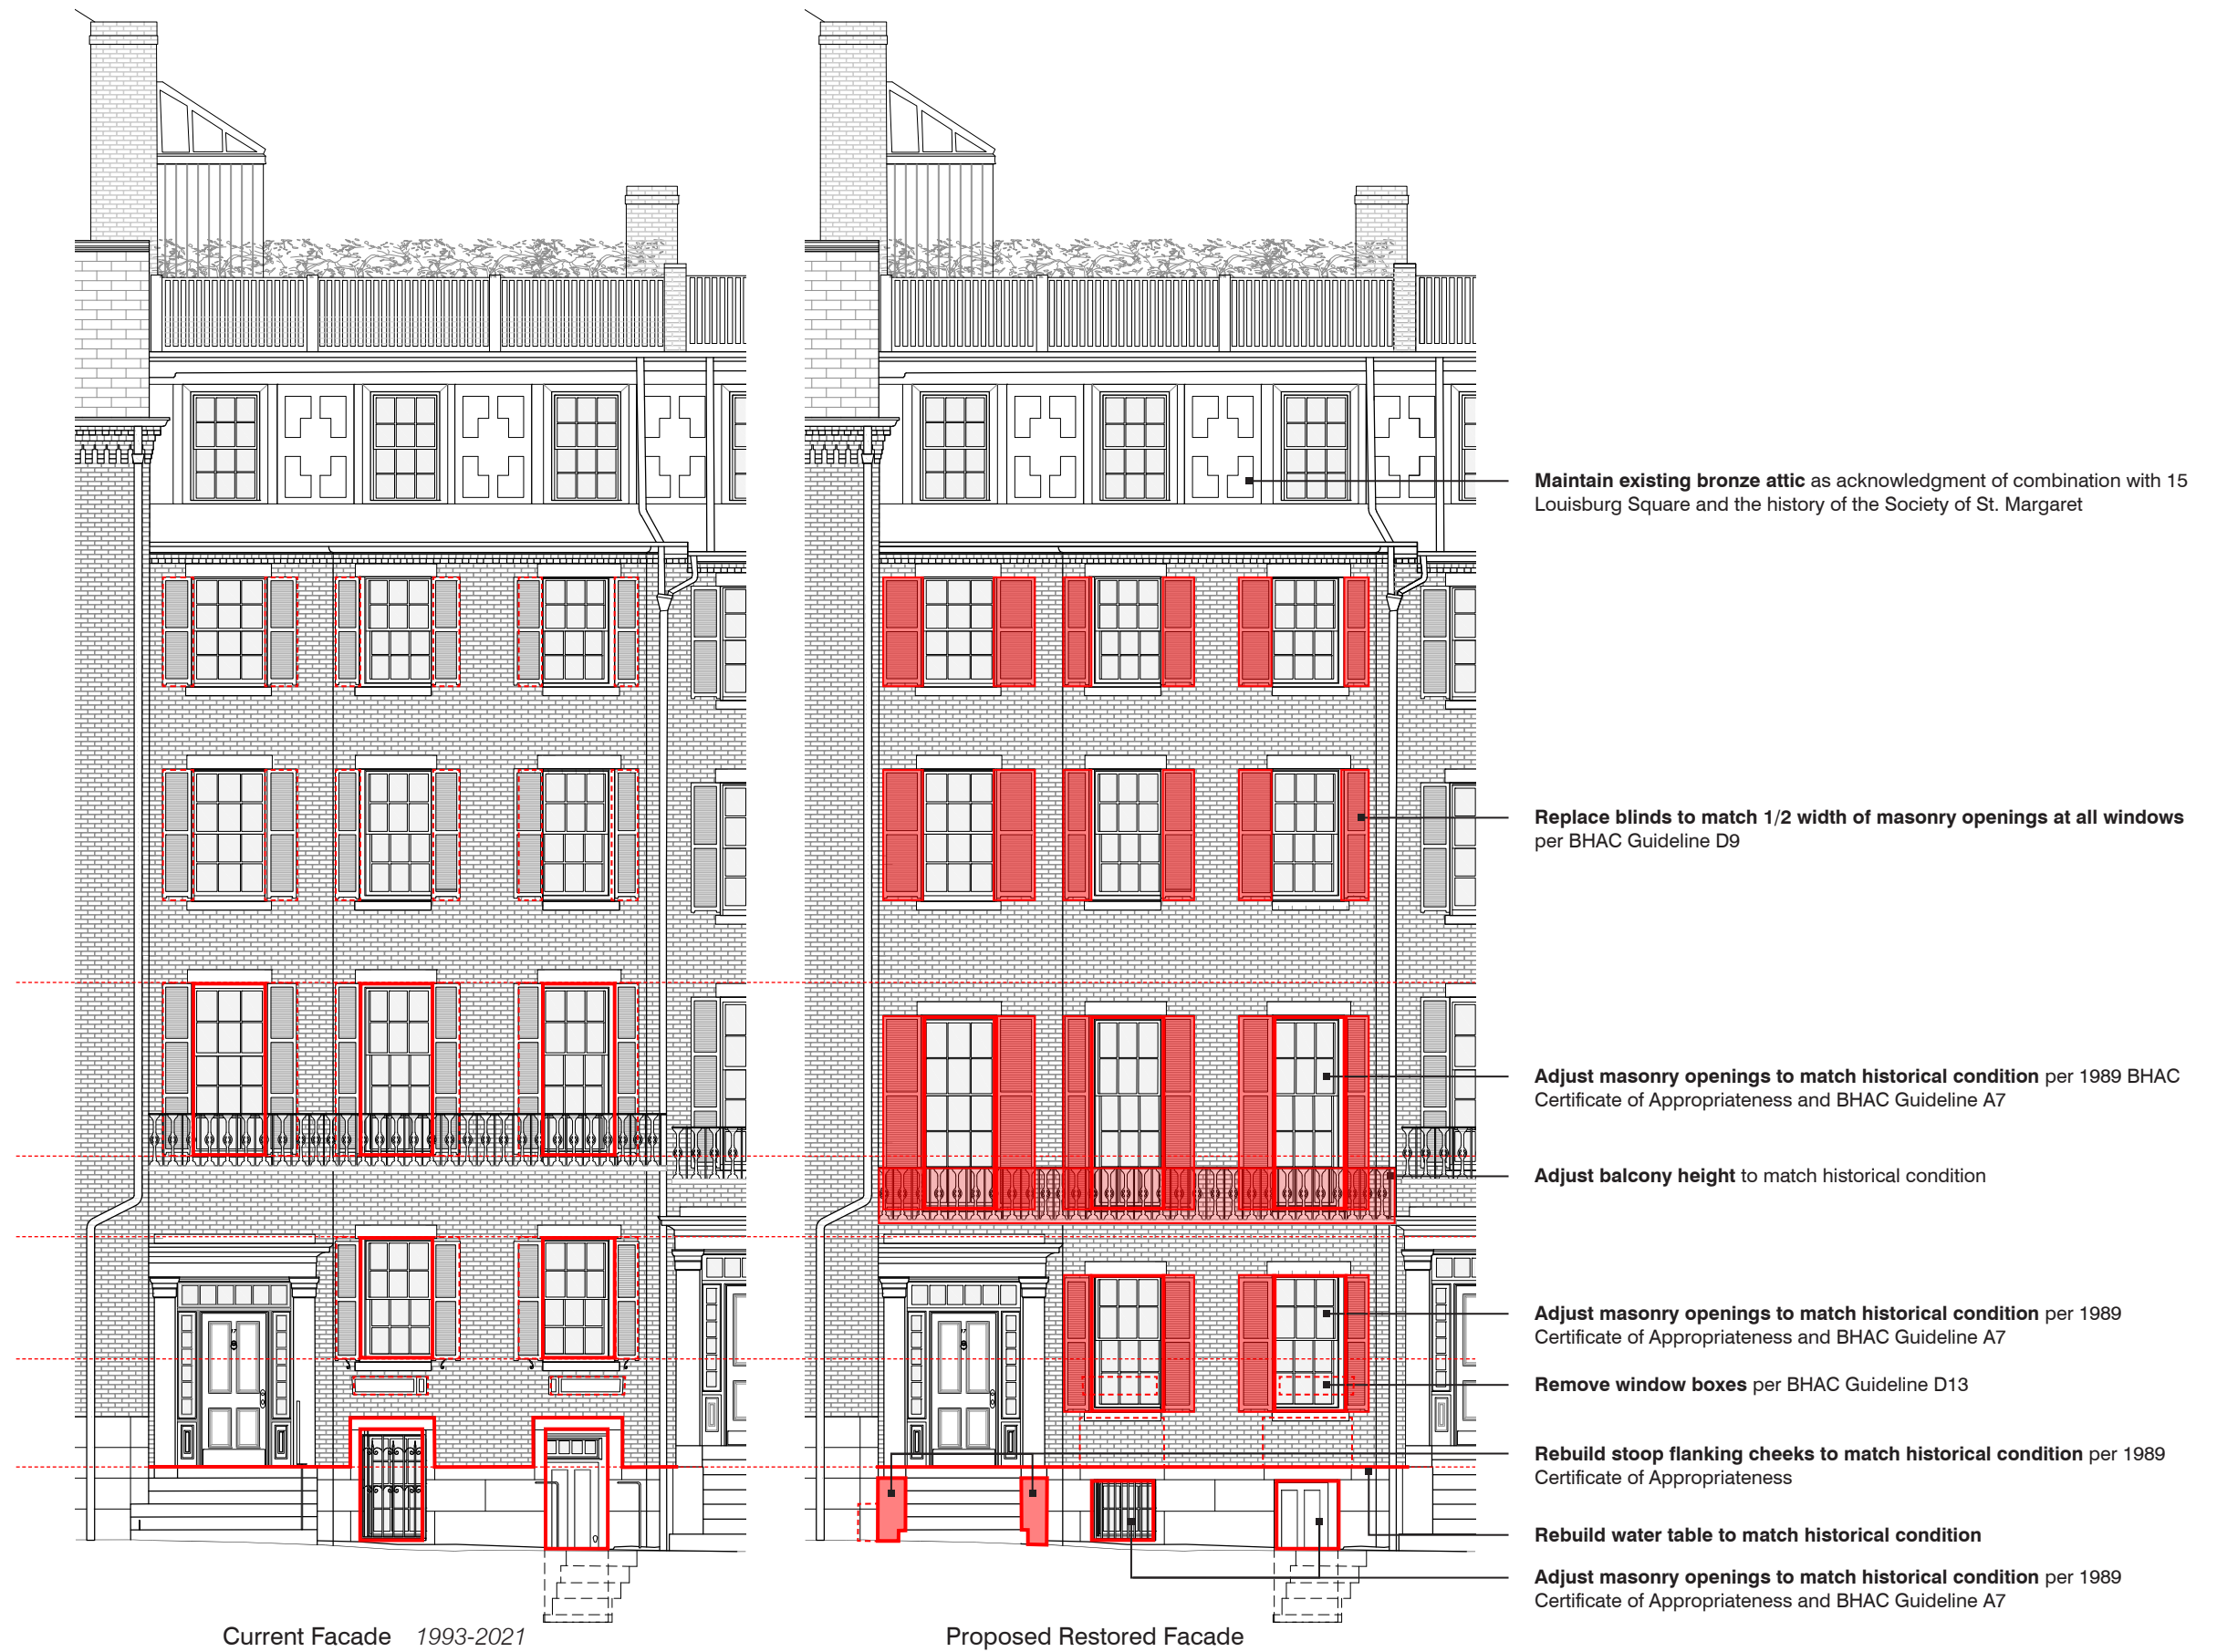 Maintain existing bronze attic as acknowledgment of combination with 15
Louisburg Square and the history of the Society of St. Margaret
Replace blinds to match 1/2 width of masonry openings at all windows
per BHAC Guideline D9
Adjust masonry openings to match historical condition per 1989 BHAC
Certificate of Appropriateness and BHAC Guideline A7
Adjust balcony height to match historical condition
Adjust masonry openings to match historical condition per 1989
Certificate of Appropriateness and BHAC Guideline A7
Remove window boxes per BHAC Guideline D13
Rebuild stoop flanking cheeks to match historical condition per 1989
Certificate of Appropriateness
Rebuild water table to match historical condition
Adjust masonry openings to match historical condition per 1989
Certificate of Appropriateness and BHAC Guideline A7
17
17
Current Facade 1993-2021
Proposed Restored Facade